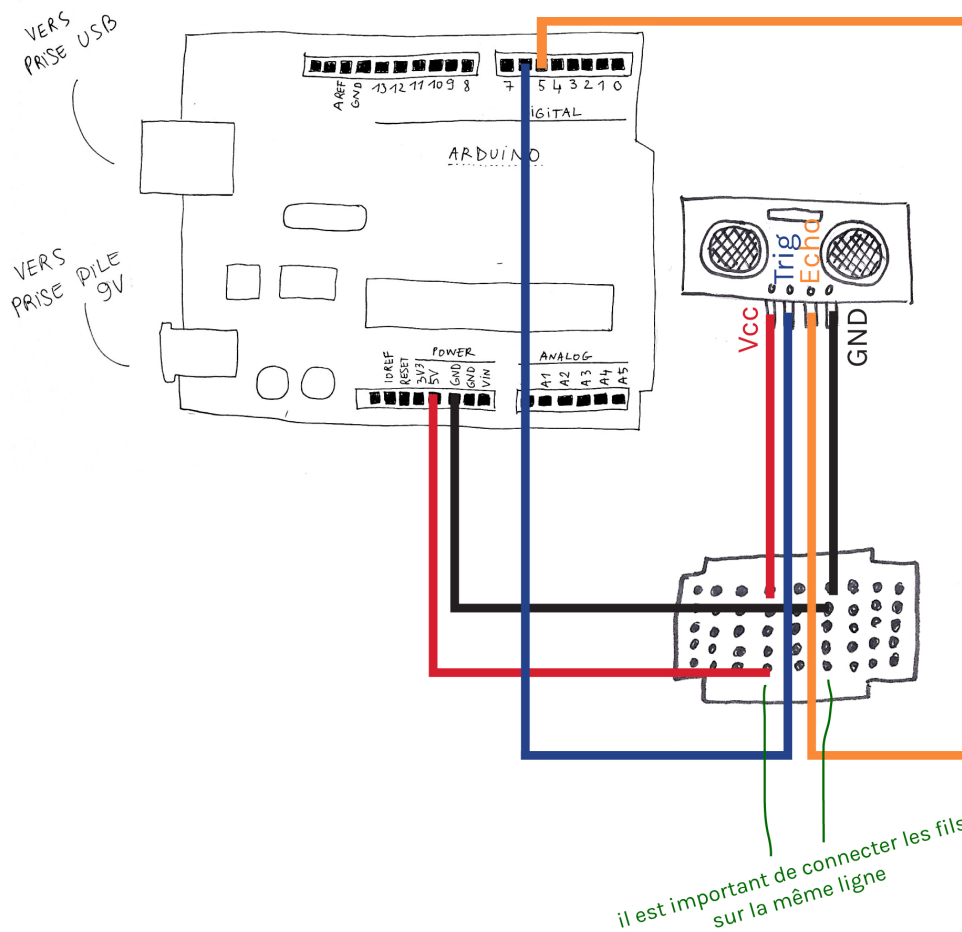 VERS
PRISE USB
AREF
GND
13 12 11 10 9 8
7 5 4 3 2 1 0
IGITAL
ARDUINO
VERS
PRISE PILE
9V
Trig
Echo
Vcc
GND
POWER
IOREF
RESET
3V3
5V
GND
GND
Vin
ANALOG
A1
A2
A3
A4
A5
il est important de connecter les fils
sur la même ligne